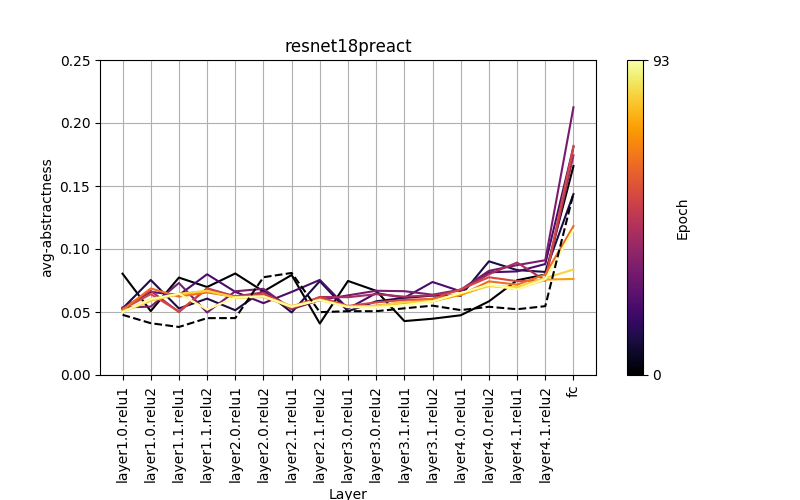 resnet18preact
0.25
0.20
0.15
0.10
0.05
0.00
avg-abstractness
layer1.0.relu1
layer1.0.relu2
layer1.1.relu1
layer1.1.relu2
layer2.0.relu1
layer2.0.relu2
layer2.1.relu1
layer2.1.relu2
layer3.0.relu1
layer3.0.relu2
layer3.1.relu1
layer3.1.relu2
layer4.0.relu1
layer4.0.relu2
layer4.1.relu1
layer4.1.relu2
fc
Layer
93
0
Epoch